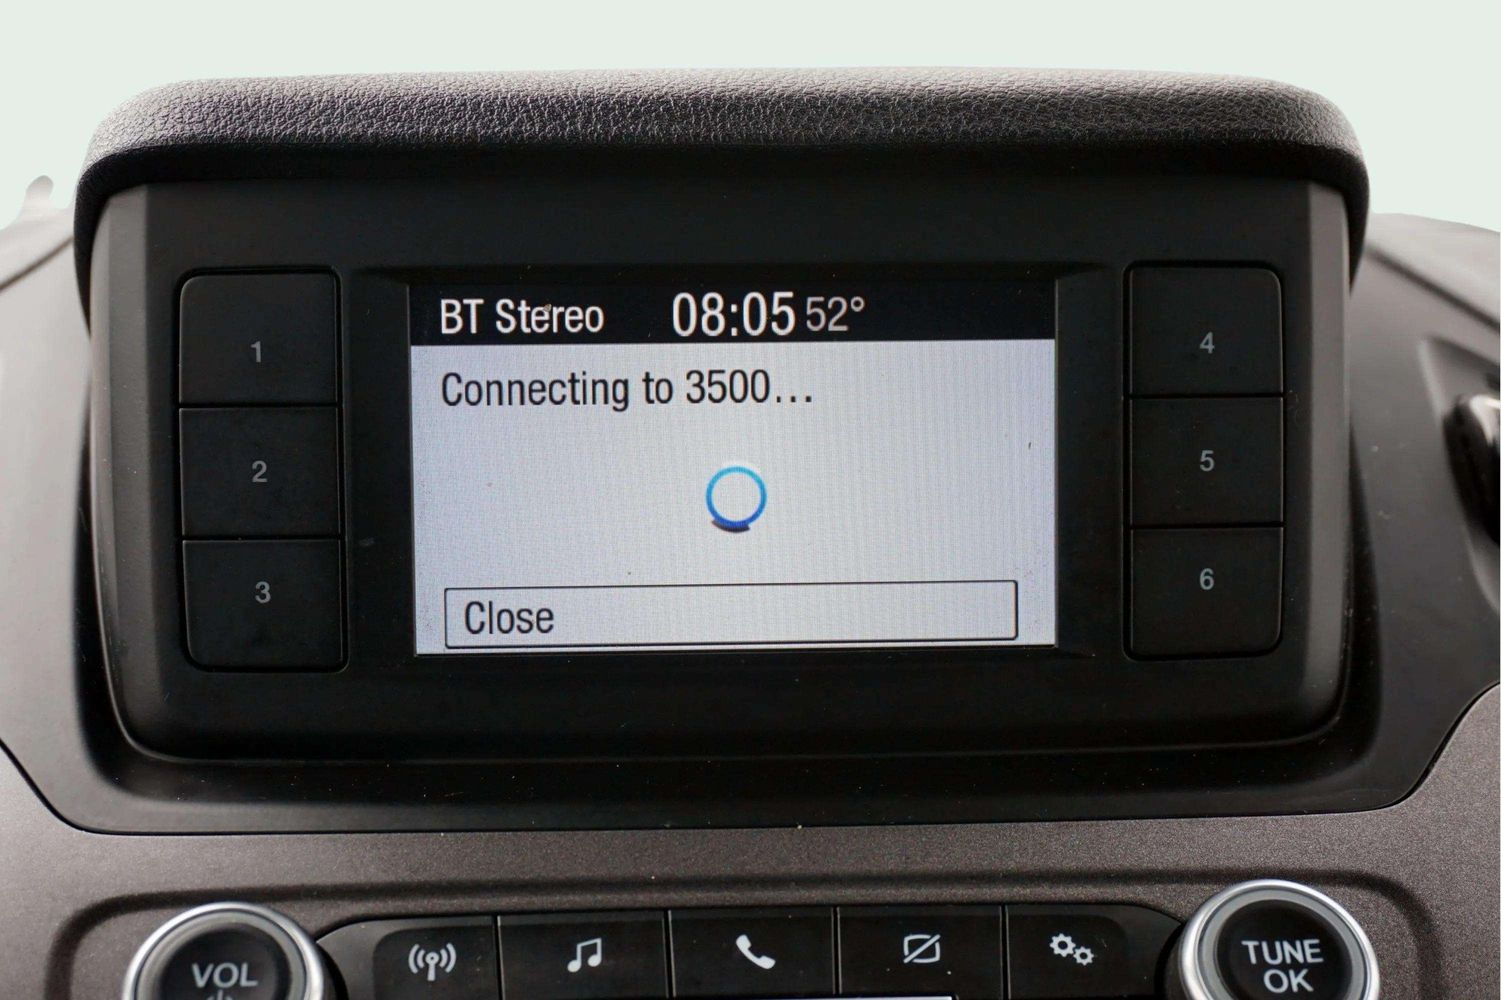 BT Stereo 08:05 52°
Connecting to 3500...
Close
1
2
3
4
5
6
VOL
TUNE
OK